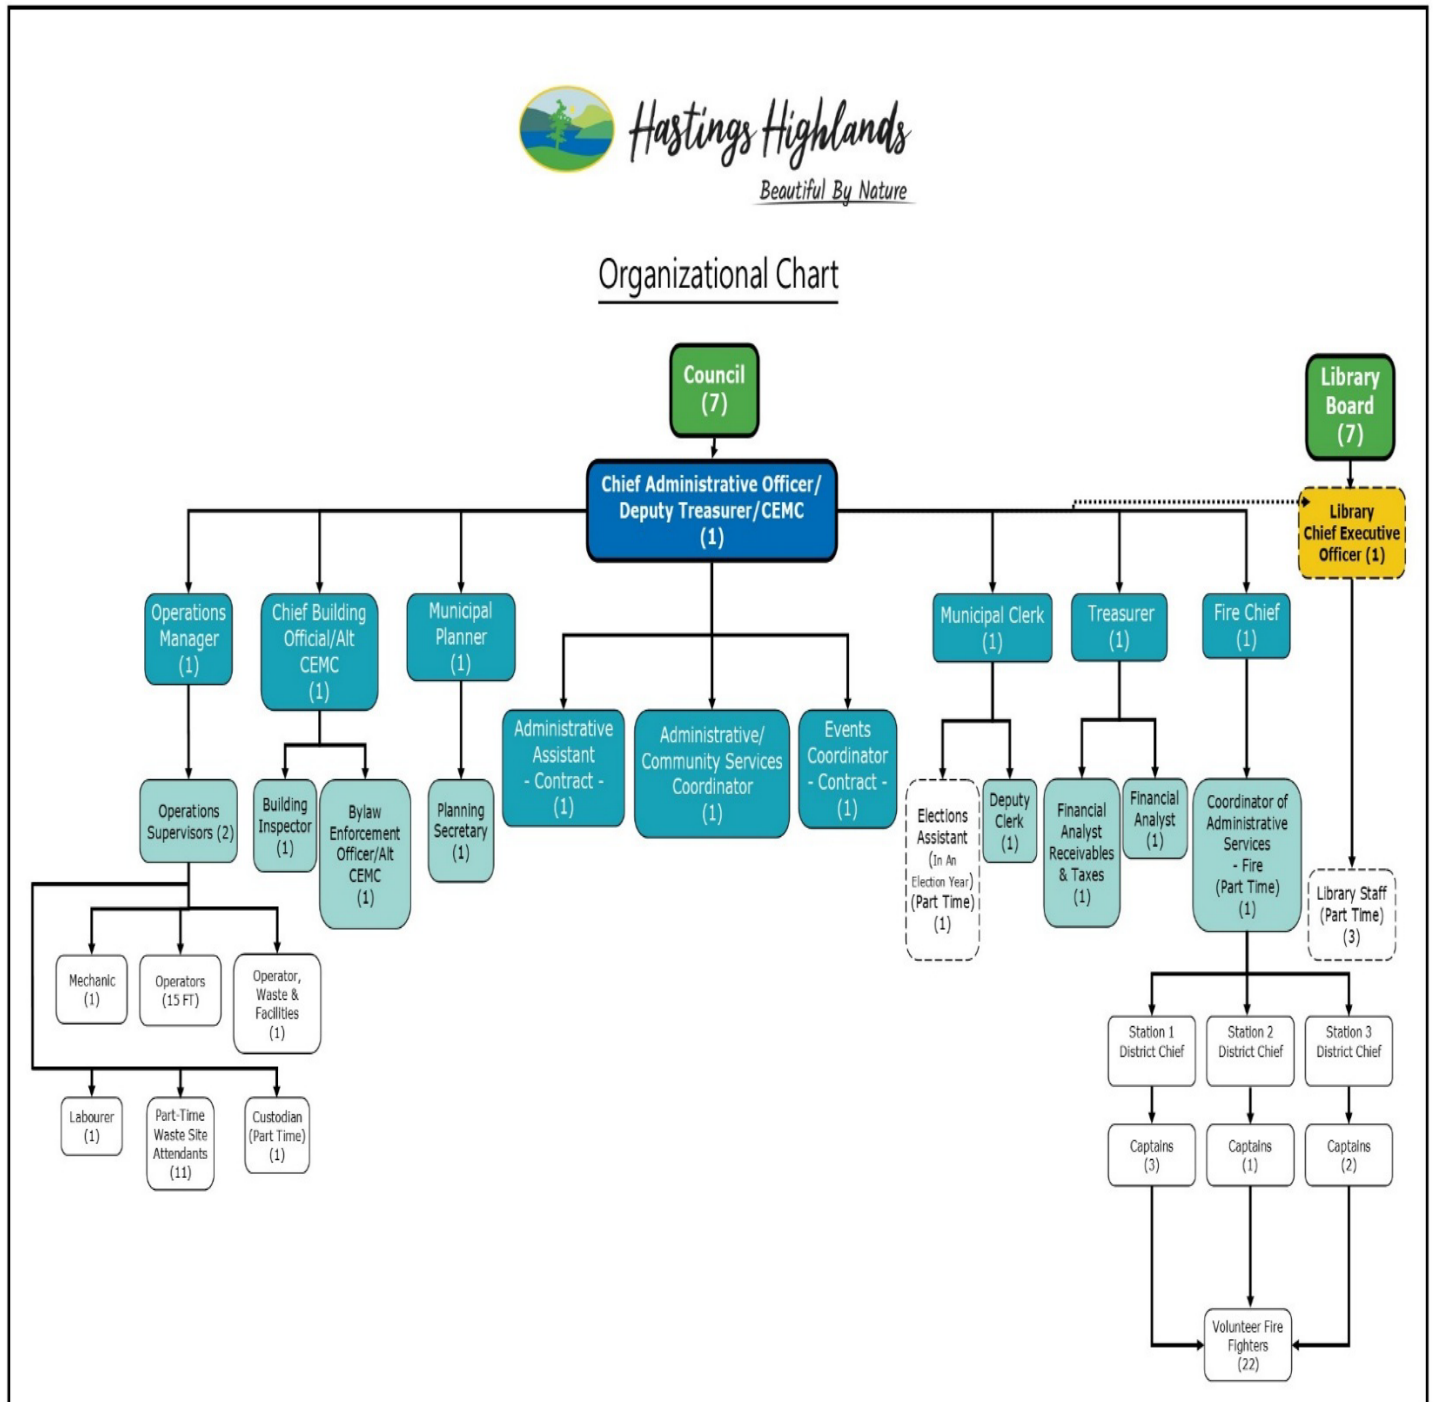 Hastings Highlands
Beautiful By Nature
Organizational Chart
Council
(7)
Library
Board
(7)
Chief Administrative Officer/
Deputy Treasurer/CEMC
(1)
Library
Chief Executive
Officer (1)
Operations
Manager
(1)
Chief Building
Official/Alt
CEMC
(1)
Municipal
Planner
(1)
Municipal Clerk
(1)
Treasurer
(1)
Fire Chief
(1)
Administrative
Assistant
- Contract -
(1)
Administrative/
Community Services
Coordinator
(1)
Events
Coordinator
- Contract -
(1)
Operations
Supervisors (2)
Building
Inspector
(1)
Bylaw
Enforcement
Officer/Alt
CEMC
(1)
Planning
Secretary
(1)
Elections
Assistant
(In An
Election Year)
(Part Time)
(1)
Deputy
Clerk
(1)
Financial
Analyst
Receivables
& Taxes
(1)
Financial
Analyst
(1)
Coordinator of
Administrative
Services
- Fire
(Part Time)
(1)
Library Staff
(Part Time)
(3)
Mechanic
(1)
Operators
(15 FT)
Operator,
Waste &
Facilities
(1)
Labourer
(1)
Part-Time
Waste Site
Attendants
(11)
Custodian
(Part Time)
(1)
Station 1
District Chief
Station 2
District Chief
Station 3
District Chief
Captains
(3)
Captains
(1)
Captains
(2)
Volunteer Fire
Fighters
(22)